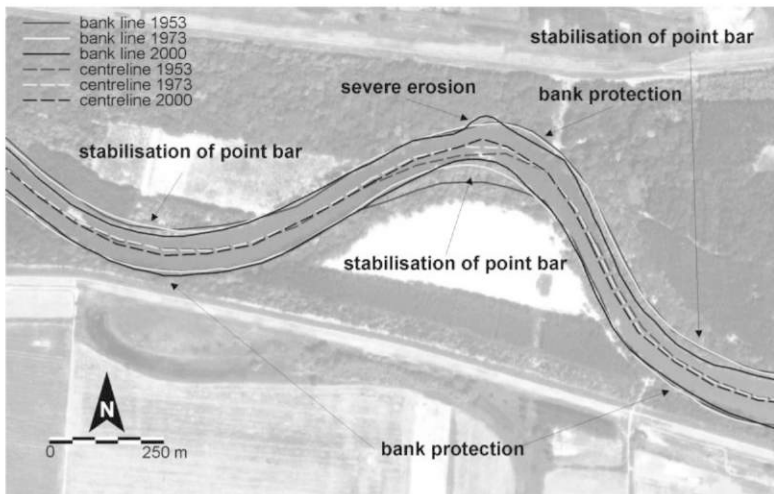 bank line 1953
bank line 1973
bank line 2000
centreline 1953
centreline 1973
centreline 2000
stabilisation of point bar
severe erosion
bank protection
stabilisation of point bar
stabilisation of point bar
N
0 250 m
bank protection